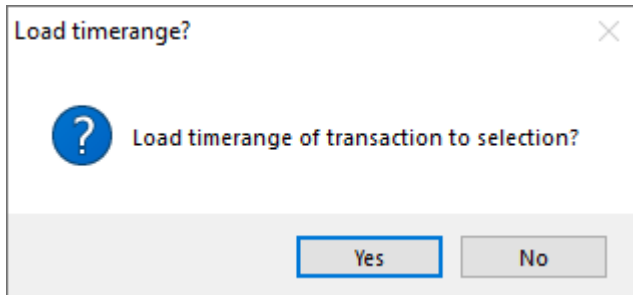 Load timerange?
?
Load timerange of transaction to selection?
Yes No